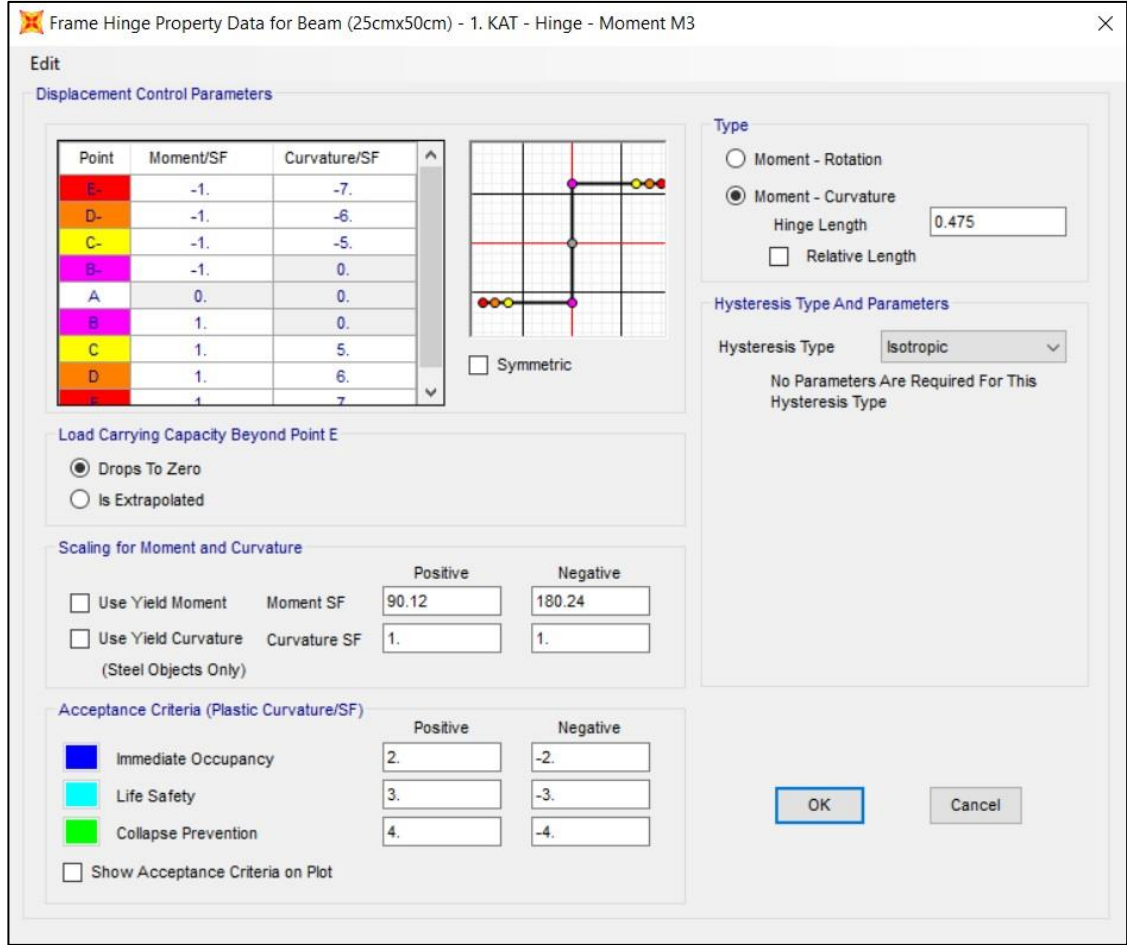 Frame Hinge Property Data for Beam (25cmx50cm) - 1. KAT - Hinge - Moment M3
Edit
Displacement Control Parameters
Point Moment/SF Curvature/SF
E- -1. -7.
D- -1. -6.
C- -1. -5.
B- -1. 0.
A 0. 0.
B 1. 0.
C 1. 5.
D 1. 6.
E 1. 7.
Symmetric
Load Carrying Capacity Beyond Point E
Drops To Zero
Is Extrapolated
Scaling for Moment and Curvature
Positive Negative
Use Yield Moment Moment SF 90.12 180.24
Use Yield Curvature Curvature SF 1. 1.
(Steel Objects Only)
Acceptance Criteria (Plastic Curvature/SF)
Positive Negative
Immediate Occupancy 2. -2.
Life Safety 3. -3.
Collapse Prevention 4. -4.
Show Acceptance Criteria on Plot
Type
Moment - Rotation
Moment - Curvature
Hinge Length 0.475
Relative Length
Hysteresis Type And Parameters
Hysteresis Type Isotropic
No Parameters Are Required For This
Hysteresis Type
OK Cancel